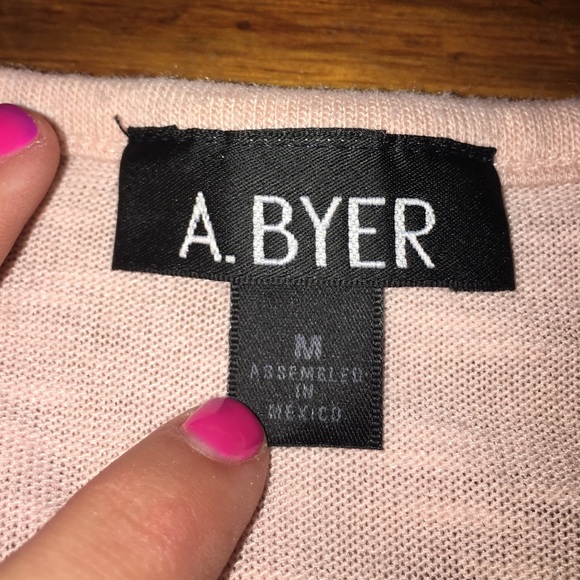 A. BYER
M
ASSEMBLED
IN
MEXICO